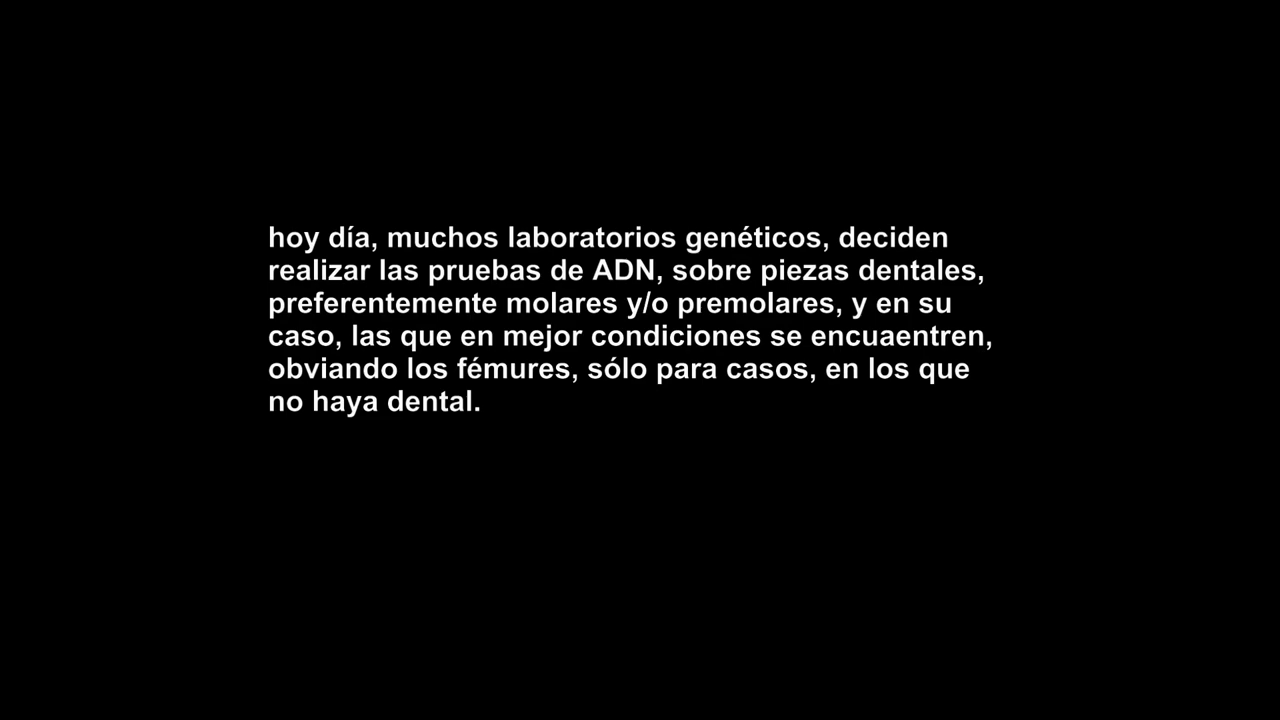 hoy día, muchos laboratorios genéticos, deciden
realizar las pruebas de ADN, sobre piezas dentales,
preferentemente molares y/o premolares, y en su
caso, las que en mejor condiciones se encuaentren,
obviando los fémures, sólo para casos, en los que
no haya dental.